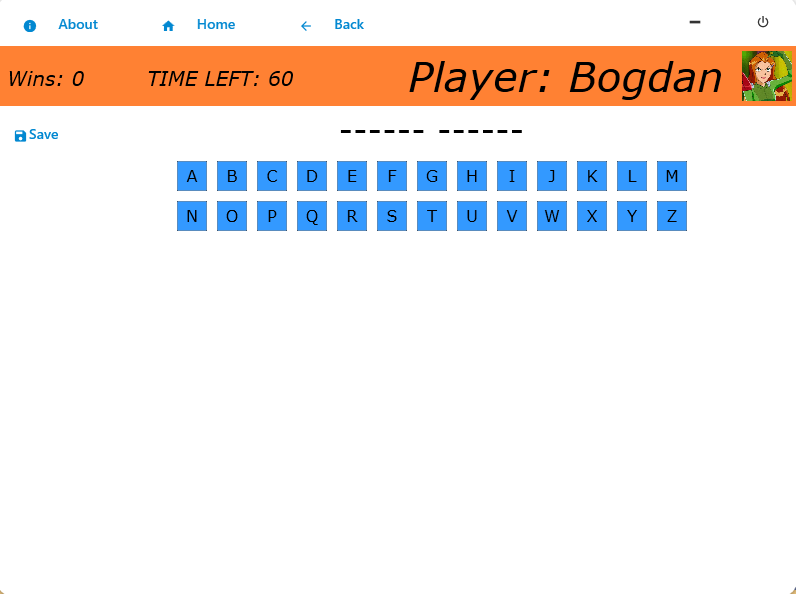 About Home Back
Wins: 0 TIME LEFT: 60 Player: Bogdan
Save ------ ------
A B C D E F G H I J K L M
N O P Q R S T U V W X Y Z